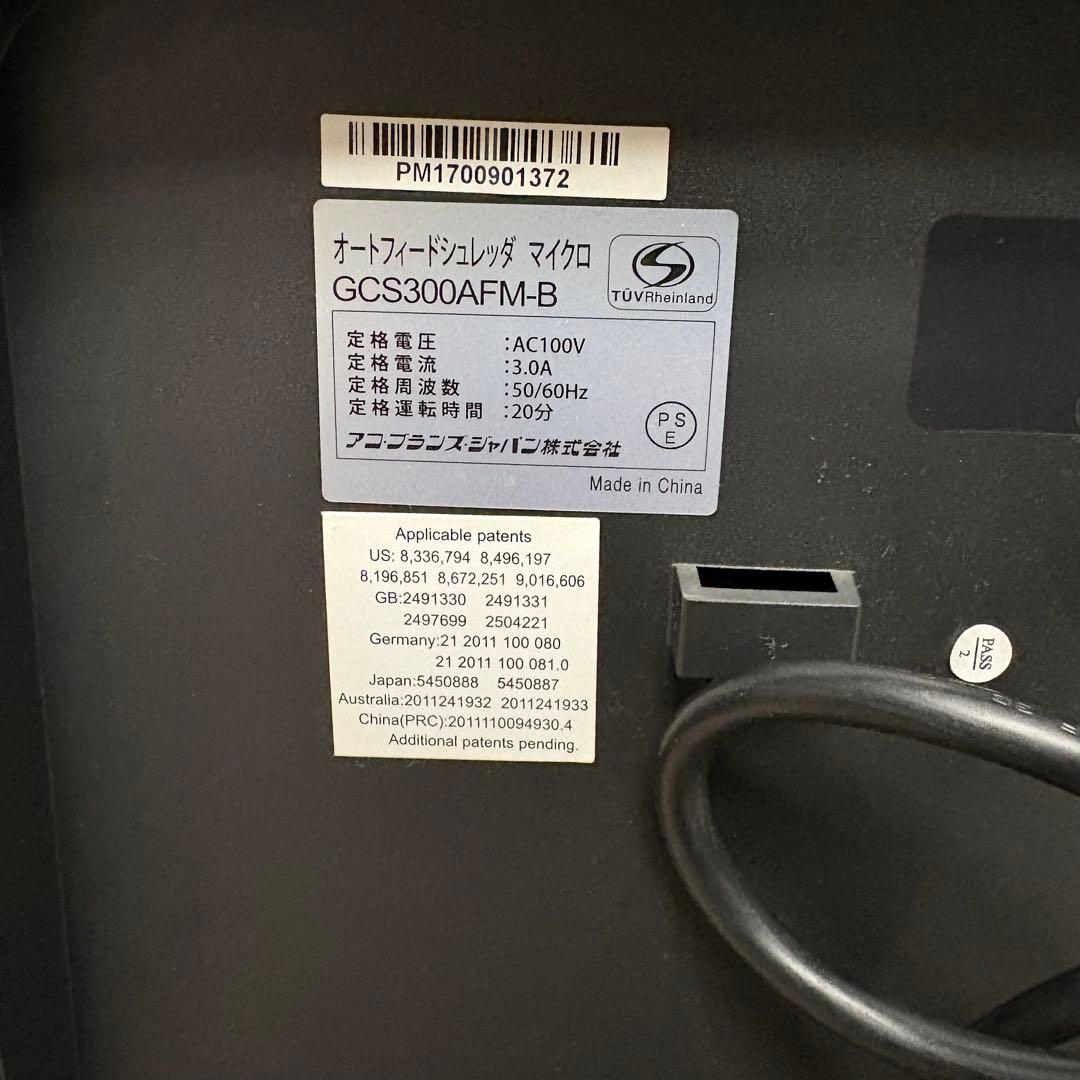 PM1700901372
オートフィードシュレッダ マイクロ
GCS300AFM-B
TÜVRheinland
定格電圧 :AC100V
定格電流 :3.0A
定格周波数 :50/60Hz
定格運転時間 :20分
PS
E
アコ・ブランズ・ジャパン株式会社
Made in China
Applicable patents
US: 8,336,794 8,496,197
8,196,851 8,672,251 9,016,606
GB:2491330 2491331
2497699 2504221
Germany:21 2011 100 080
21 2011 100 081.0
Japan:5450888 5450887
Australia:2011241932 2011241933
China(PRC):2011110094930.4
Additional patents pending.
PASS
2